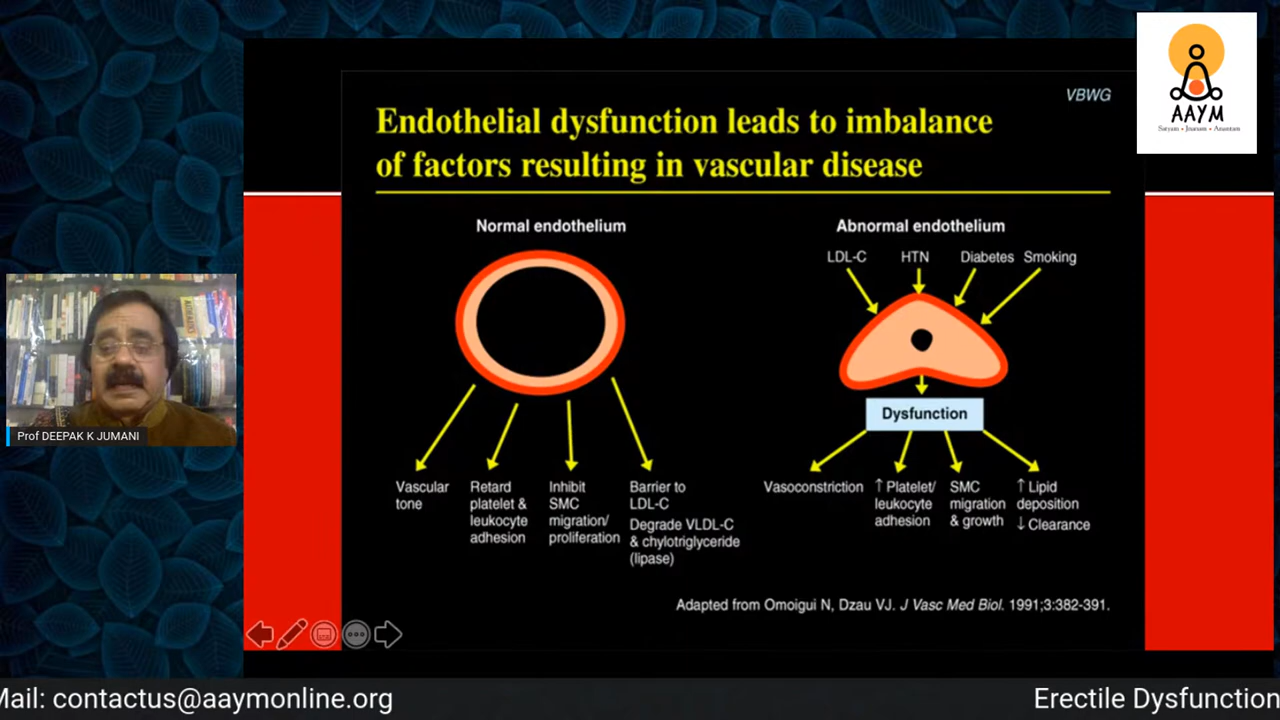 VBWG
AAYM
Satyam • Jnanam • Anantam
Endothelial dysfunction leads to imbalance
of factors resulting in vascular disease
Normal endothelium
Vascular
tone
Retard
platelet &
leukocyte
adhesion
Inhibit
SMC
migration/
proliferation
Barrier to
LDL-C
Degrade VLDL-C
& chylotriglyceride
(lipase)
Abnormal endothelium
LDL-C
HTN
Diabetes
Smoking
Dysfunction
Vasoconstriction
↑ Platelet/
leukocyte
adhesion
SMC
migration
& growth
↑ Lipid
deposition
↓ Clearance
Adapted from Omoigui N, Dzau VJ. J Vasc Med Biol. 1991;3:382-391.
Prof DEEPAK K JUMANI
Mail: contactus@aaymonline.org
Erectile Dysfunction